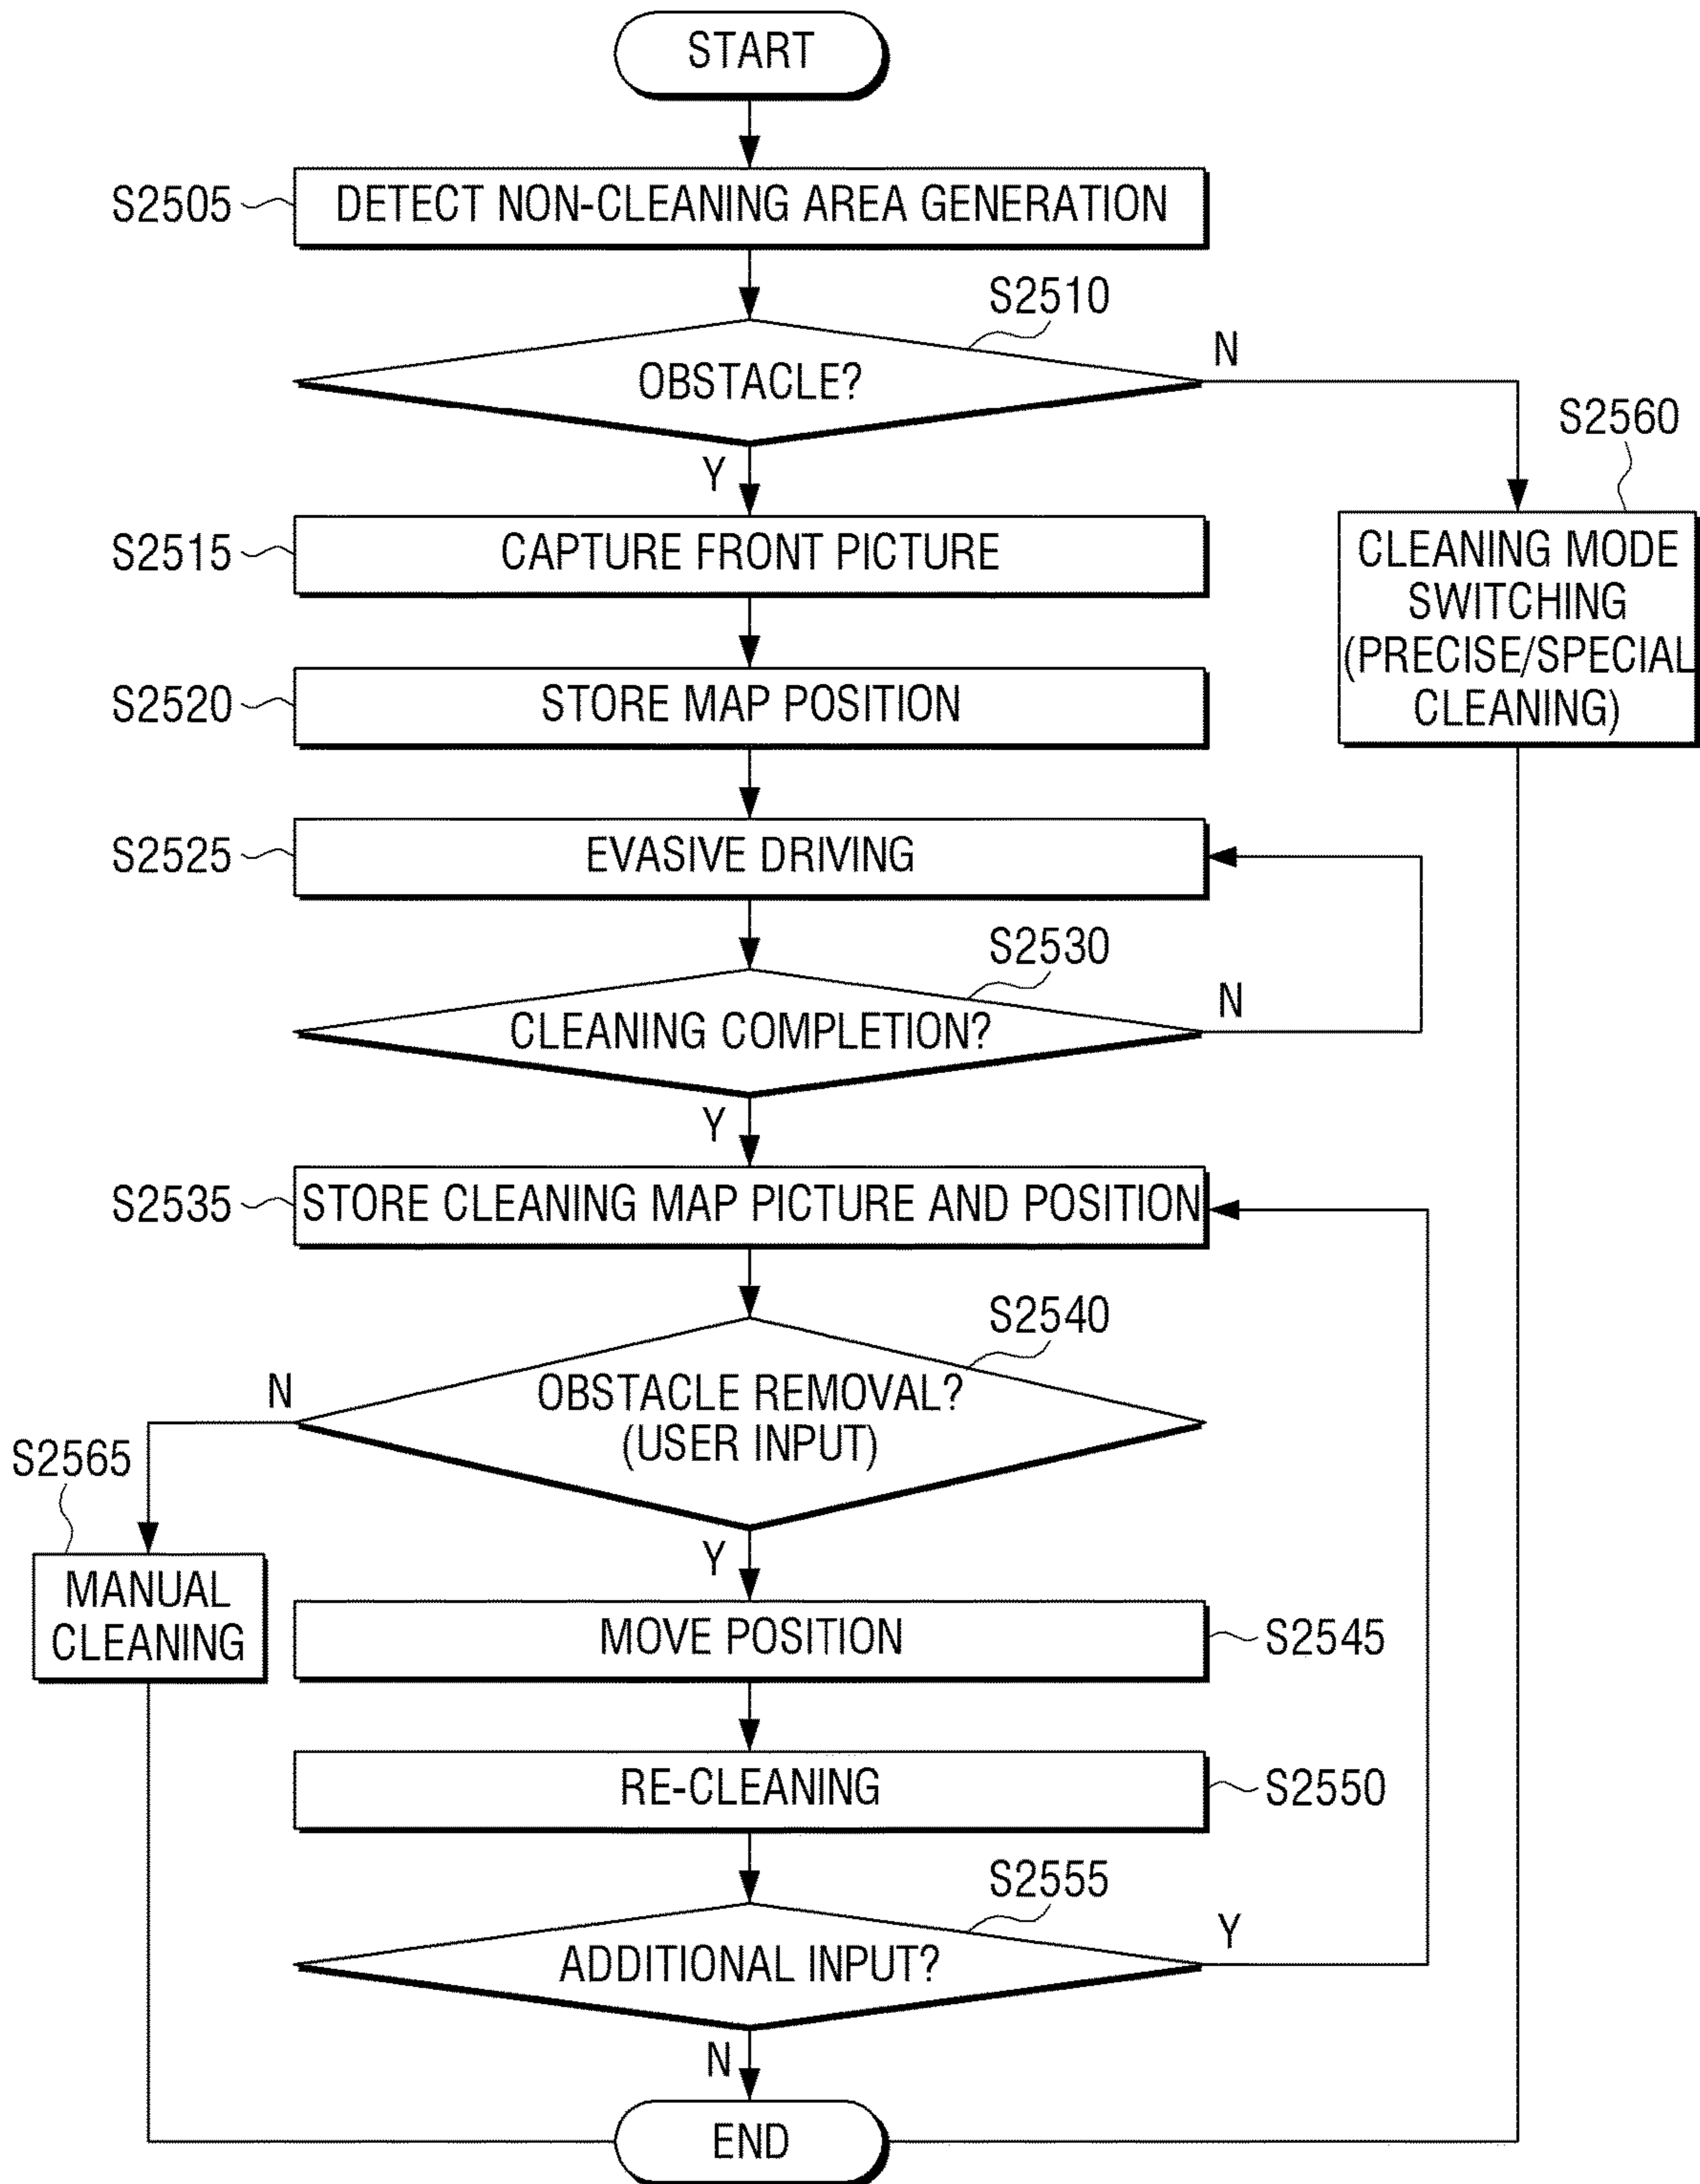 START
S2505
DETECT NON-CLEANING AREA GENERATION
S2510
OBSTACLE?
N
Y
S2560
CLEANING MODE
SWITCHING
(PRECISE/SPECIAL
CLEANING)
S2515
CAPTURE FRONT PICTURE
S2520
STORE MAP POSITION
S2525
EVASIVE DRIVING
S2530
CLEANING COMPLETION?
N
Y
S2535
STORE CLEANING MAP PICTURE AND POSITION
S2540
OBSTACLE REMOVAL?
(USER INPUT)
N
Y
S2565
MANUAL
CLEANING
MOVE POSITION
S2545
RE-CLEANING
S2550
S2555
ADDITIONAL INPUT?
Y
N
END